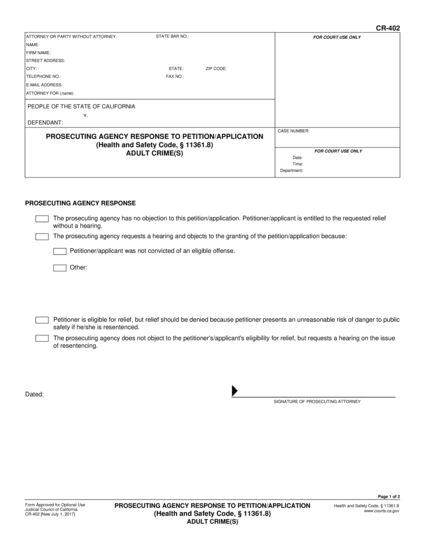 CR-402
ATTORNEY OR PARTY WITHOUT ATTORNEY: STATE BAR NO.:
NAME:
FIRM NAME:
STREET ADDRESS:
CITY: STATE: ZIP CODE:
TELEPHONE NO.: FAX NO.:
E-MAIL ADDRESS:
ATTORNEY FOR (name):
FOR COURT USE ONLY
PEOPLE OF THE STATE OF CALIFORNIA
v.
DEFENDANT:
PROSECUTING AGENCY RESPONSE TO PETITION/APPLICATION
(Health and Safety Code, § 11361.8)
ADULT CRIME(S)
CASE NUMBER:
FOR COURT USE ONLY
Date:
Time:
Department:
PROSECUTING AGENCY RESPONSE
The prosecuting agency has no objection to this petition/application. Petitioner/applicant is entitled to the requested relief
without a hearing.
The prosecuting agency requests a hearing and objects to the granting of the petition/application because:
Petitioner/applicant was not convicted of an eligible offense.
Other:
Petitioner is eligible for relief, but relief should be denied because petitioner presents an unreasonable risk of danger to public
safety if he/she is resentenced.
The prosecuting agency does not object to the petitioner's/applicant's eligibility for relief, but requests a hearing on the issue
of resentencing.
Dated:
SIGNATURE OF PROSECUTING ATTORNEY
Page 1 of 2
Form Approved for Optional Use
Judicial Council of California
CR-402 [New July 1, 2017]
PROSECUTING AGENCY RESPONSE TO PETITION/APPLICATION
(Health and Safety Code, § 11361.8)
ADULT CRIME(S)
Health and Safety Code, § 11361.8
www.courts.ca.gov